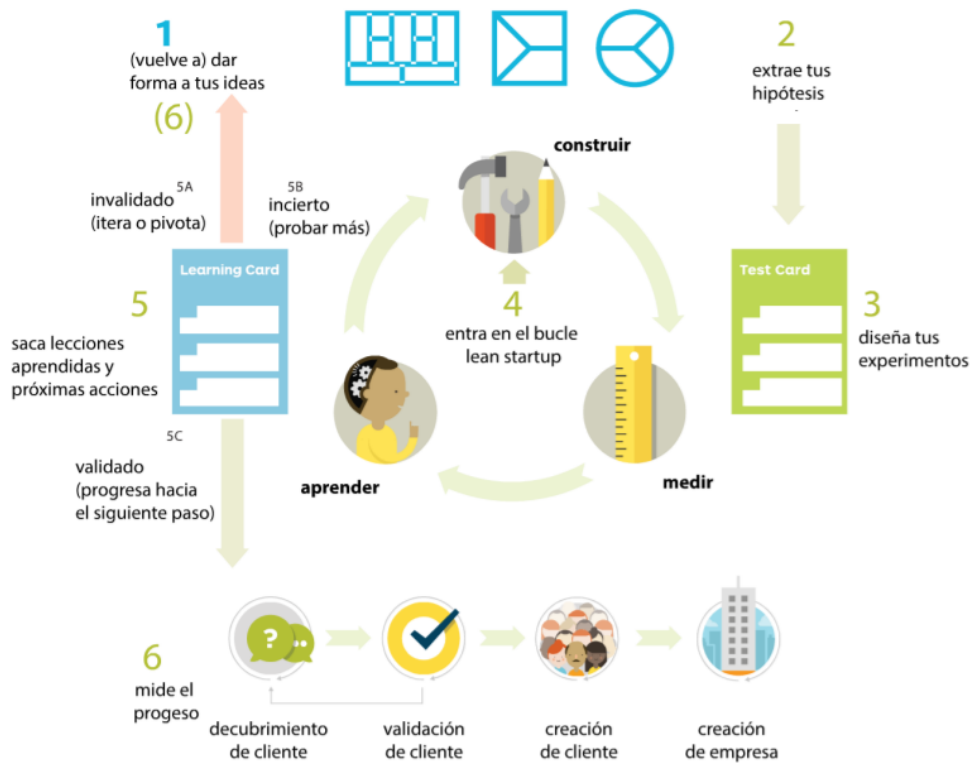 1
(vuelve a) dar
forma a tus ideas
2
extrae tus
hipótesis
(6)
construir
5A
invalidado
(itera o pivota)
5B
incierto
(probar más)
Learning Card
Test Card
5
saca lecciones
aprendidas y
próximas acciones
4
entra en el bucle
lean startup
3
diseña tus
experimentos
5C
validado
(progresa hacia
el siguiente paso)
aprender
medir
?
6
mide el
progeso
decubrimiento
de cliente
validación
de cliente
creación
de cliente
creación
de empresa